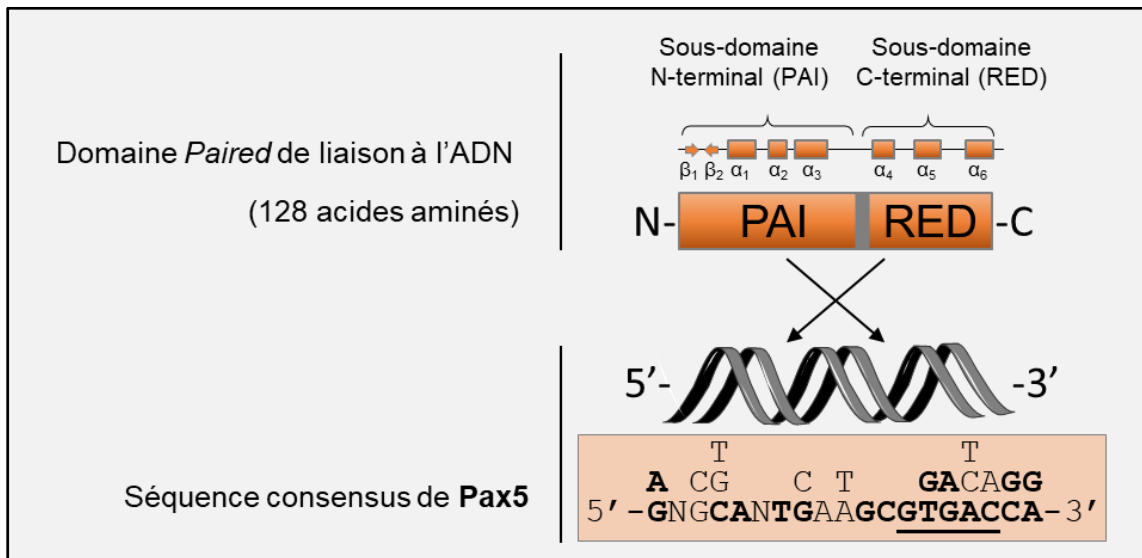 Sous-domaine
N-terminal (PAI)
Sous-domaine
C-terminal (RED)
Domaine Paired de liaison à l’ADN
(128 acides aminés)
β1 β2 α1 α2 α3 α4 α5 α6
N- PAI RED -C
5’- -3’
Séquence consensus de Pax5
T T
A CG C T GACAGG
5’-GNGCANTGAAGCGTGACCA-3’